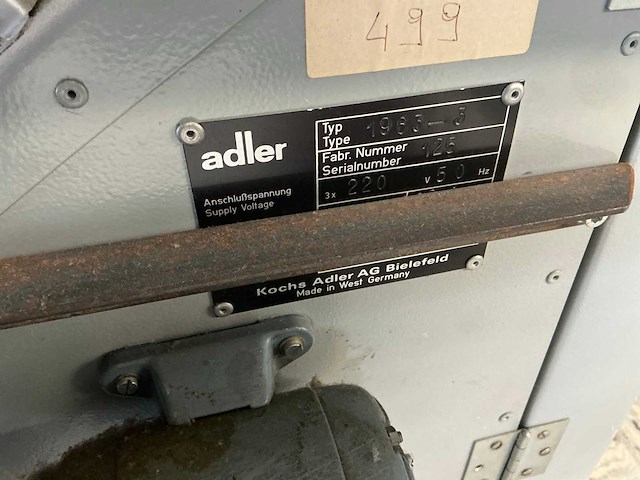 499
adler
Typ
Type 1963-3
Fabr. Nummer
Serialnumber 125
Anschlußspannung
Supply Voltage 3x 220 v 50 Hz
Kochs Adler AG Bielefeld
Made in West Germany